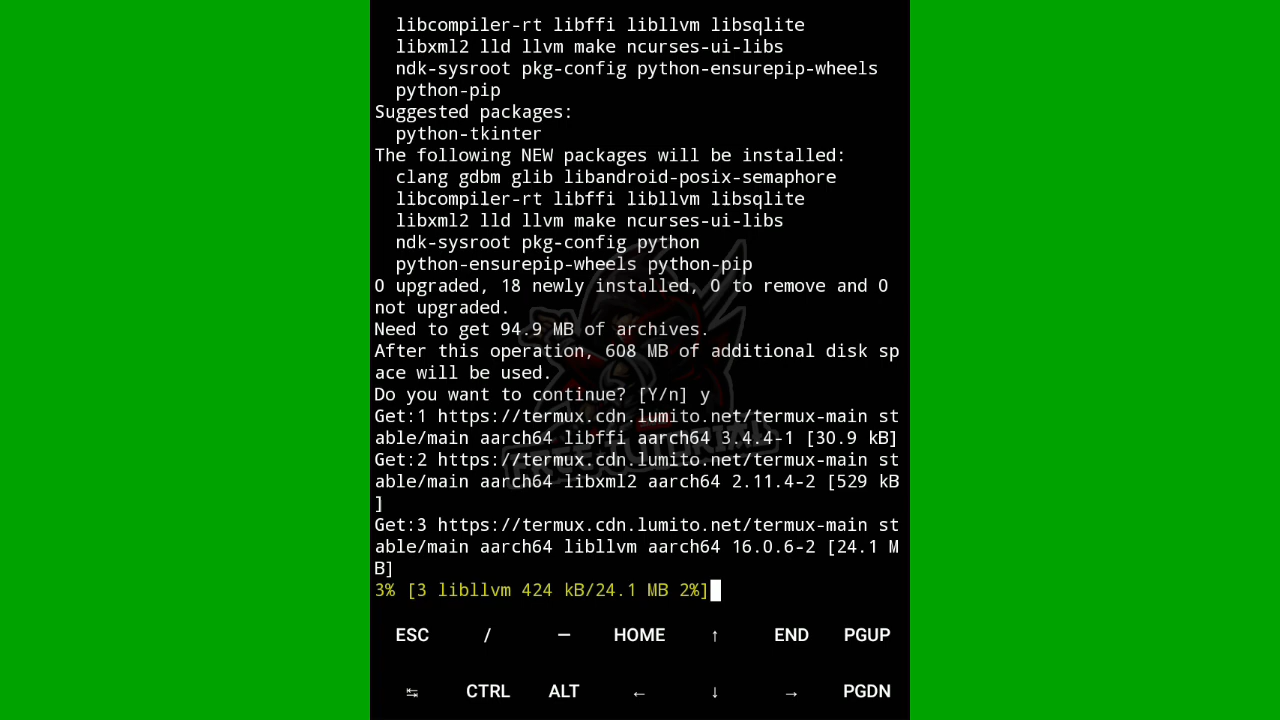 libcompiler-rt libffi libllvm libsqlite
libxml2 lld llvm make ncurses-ui-libs
ndk-sysroot pkg-config python-ensurepip-wheels
python-pip
Suggested packages:
python-tkinter
The following NEW packages will be installed:
clang gdbm glib libandroid-posix-semaphore
libcompiler-rt libffi libllvm libsqlite
libxml2 lld llvm make ncurses-ui-libs
ndk-sysroot pkg-config python
python-ensurepip-wheels python-pip
0 upgraded, 18 newly installed, 0 to remove and 0
not upgraded.
Need to get 94.9 MB of archives.
After this operation, 608 MB of additional disk sp
ace will be used.
Do you want to continue? [Y/n] y
Get:1 https://termux.cdn.lumito.net/termux-main st
able/main aarch64 libffi aarch64 3.4.4-1 [30.9 kB]
Get:2 https://termux.cdn.lumito.net/termux-main st
able/main aarch64 libxml2 aarch64 2.11.4-2 [529 kB
]
Get:3 https://termux.cdn.lumito.net/termux-main st
able/main aarch64 libllvm aarch64 16.0.6-2 [24.1 M
B]
3% [3 libllvm 424 kB/24.1 MB 2%]
FREE TUTORIAL
ESC / — HOME ↑ END PGUP
↹ CTRL ALT ← ↓ → PGDN